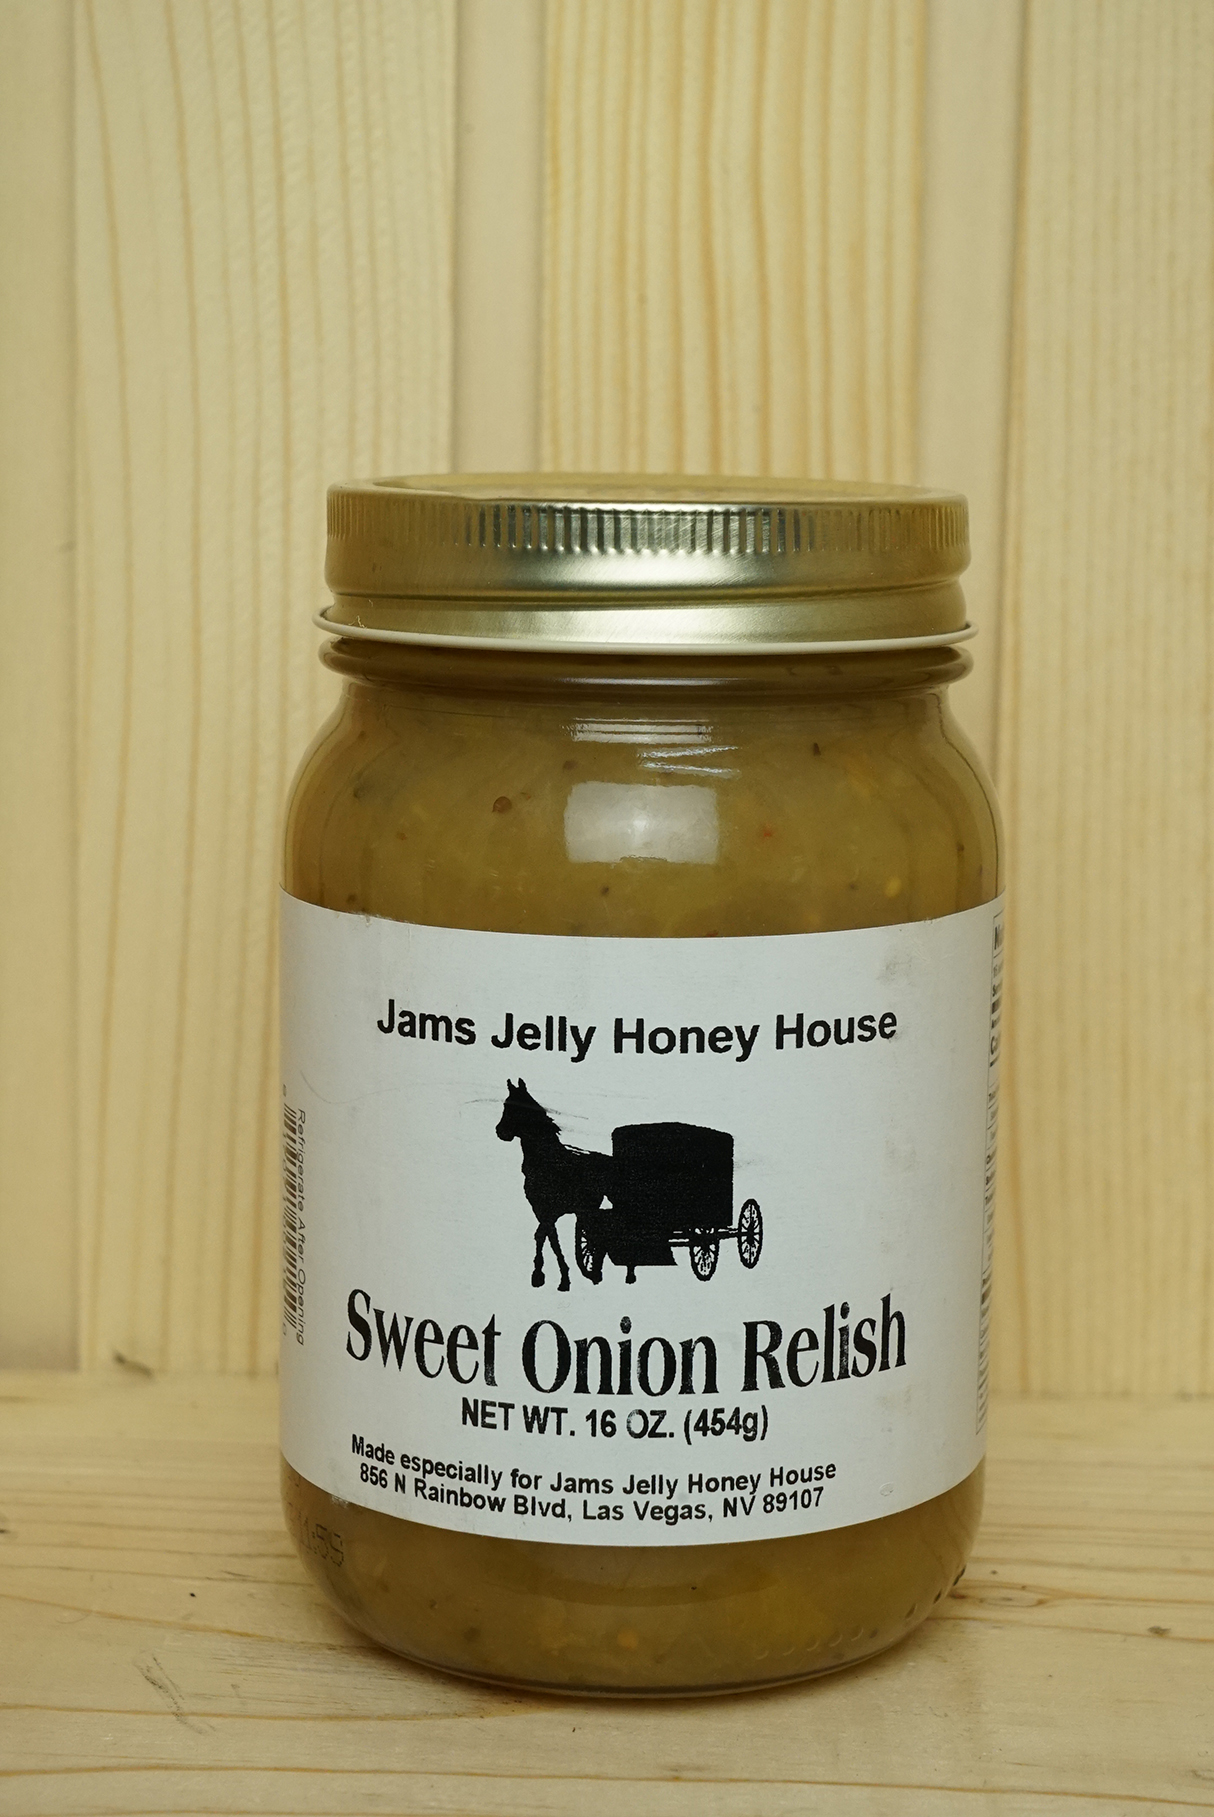 Jams Jelly Honey House
Sweet Onion Relish
NET WT. 16 OZ. (454g)
Made especially for Jams Jelly Honey House
856 N Rainbow Blvd, Las Vegas, NV 89107
Refrigerate After Opening